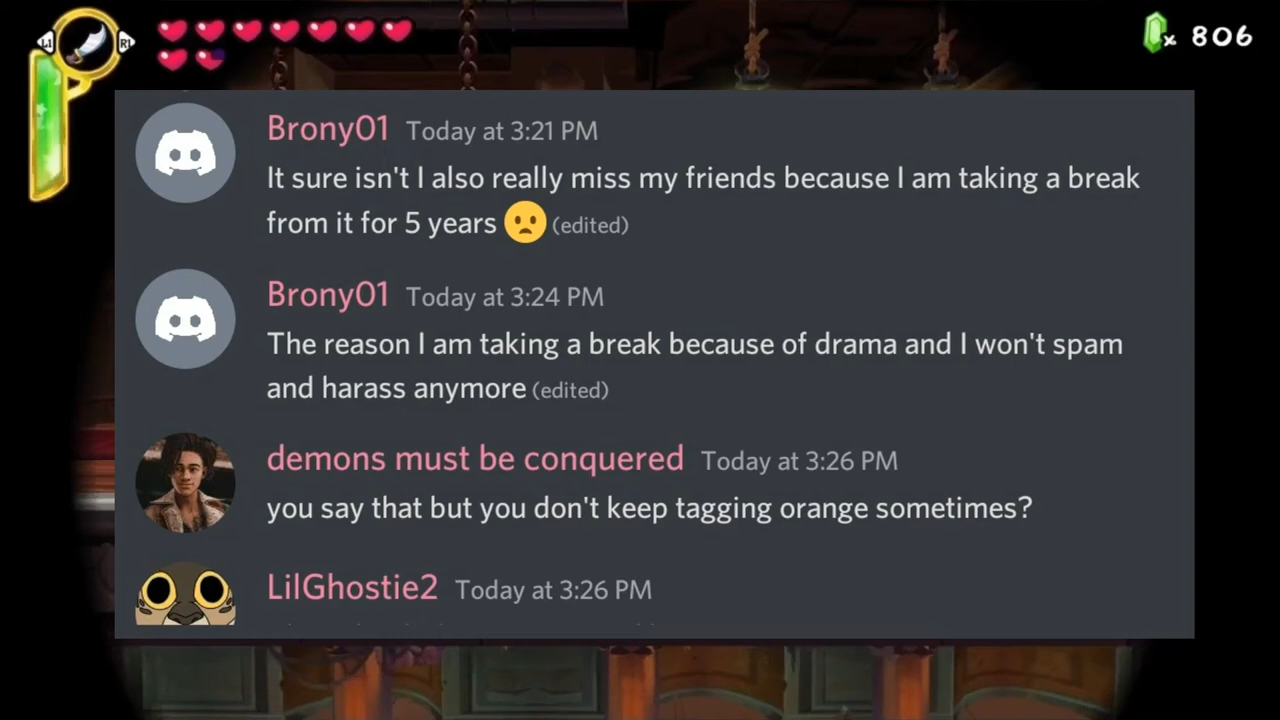 L1 R1
x 806
Brony01 Today at 3:21 PM
It sure isn't I also really miss my friends because I am taking a break
from it for 5 years 😦 (edited)
Brony01 Today at 3:24 PM
The reason I am taking a break because of drama and I won't spam
and harass anymore (edited)
demons must be conquered Today at 3:26 PM
you say that but you don't keep tagging orange sometimes?
LilGhostie2 Today at 3:26 PM